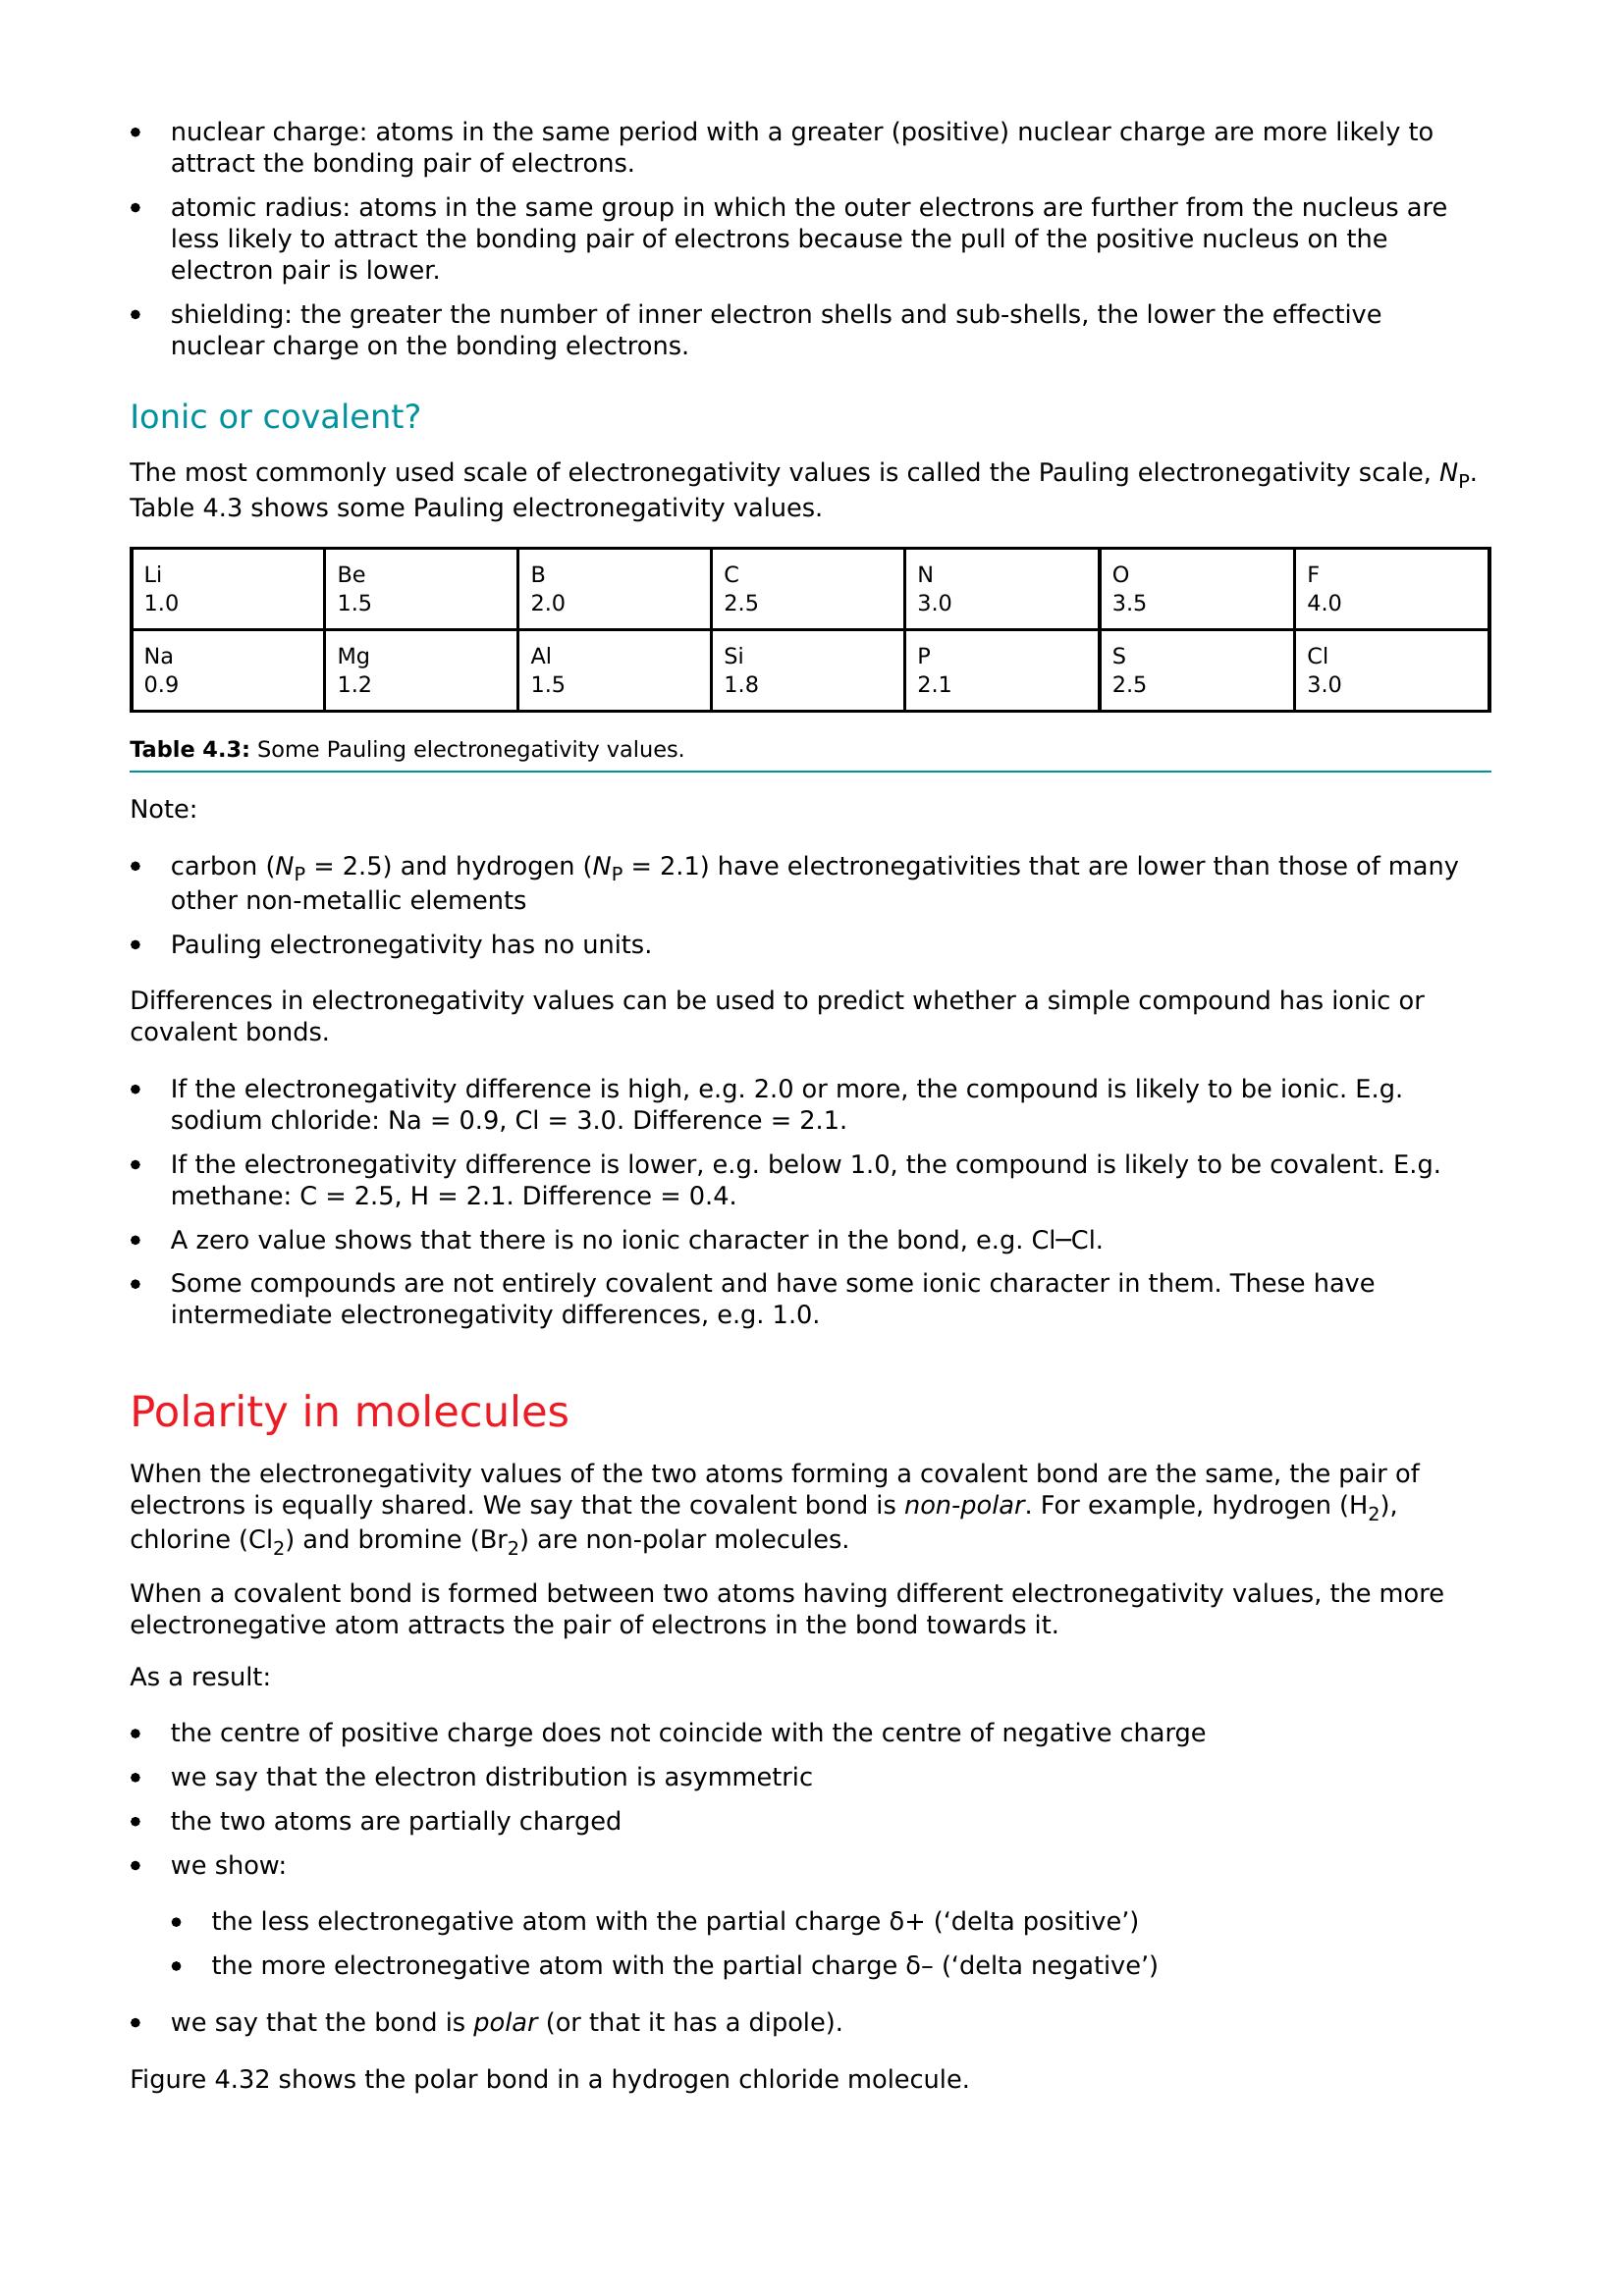 • nuclear charge: atoms in the same period with a greater (positive) nuclear charge are more likely to
attract the bonding pair of electrons.
• atomic radius: atoms in the same group in which the outer electrons are further from the nucleus are
less likely to attract the bonding pair of electrons because the pull of the positive nucleus on the
electron pair is lower.
• shielding: the greater the number of inner electron shells and sub-shells, the lower the effective
nuclear charge on the bonding electrons.
Ionic or covalent?
The most commonly used scale of electronegativity values is called the Pauling electronegativity scale, N_P.
Table 4.3 shows some Pauling electronegativity values.
Li Be B C N O F
1.0 1.5 2.0 2.5 3.0 3.5 4.0
Na Mg Al Si P S Cl
0.9 1.2 1.5 1.8 2.1 2.5 3.0
Table 4.3: Some Pauling electronegativity values.
Note:
• carbon (N_P = 2.5) and hydrogen (N_P = 2.1) have electronegativities that are lower than those of many
other non-metallic elements
• Pauling electronegativity has no units.
Differences in electronegativity values can be used to predict whether a simple compound has ionic or
covalent bonds.
• If the electronegativity difference is high, e.g. 2.0 or more, the compound is likely to be ionic. E.g.
sodium chloride: Na = 0.9, Cl = 3.0. Difference = 2.1.
• If the electronegativity difference is lower, e.g. below 1.0, the compound is likely to be covalent. E.g.
methane: C = 2.5, H = 2.1. Difference = 0.4.
• A zero value shows that there is no ionic character in the bond, e.g. Cl─Cl.
• Some compounds are not entirely covalent and have some ionic character in them. These have
intermediate electronegativity differences, e.g. 1.0.
Polarity in molecules
When the electronegativity values of the two atoms forming a covalent bond are the same, the pair of
electrons is equally shared. We say that the covalent bond is non-polar. For example, hydrogen (H₂),
chlorine (Cl₂) and bromine (Br₂) are non-polar molecules.
When a covalent bond is formed between two atoms having different electronegativity values, the more
electronegative atom attracts the pair of electrons in the bond towards it.
As a result:
• the centre of positive charge does not coincide with the centre of negative charge
• we say that the electron distribution is asymmetric
• the two atoms are partially charged
• we show:
• the less electronegative atom with the partial charge δ+ (‘delta positive’)
• the more electronegative atom with the partial charge δ– (‘delta negative’)
• we say that the bond is polar (or that it has a dipole).
Figure 4.32 shows the polar bond in a hydrogen chloride molecule.